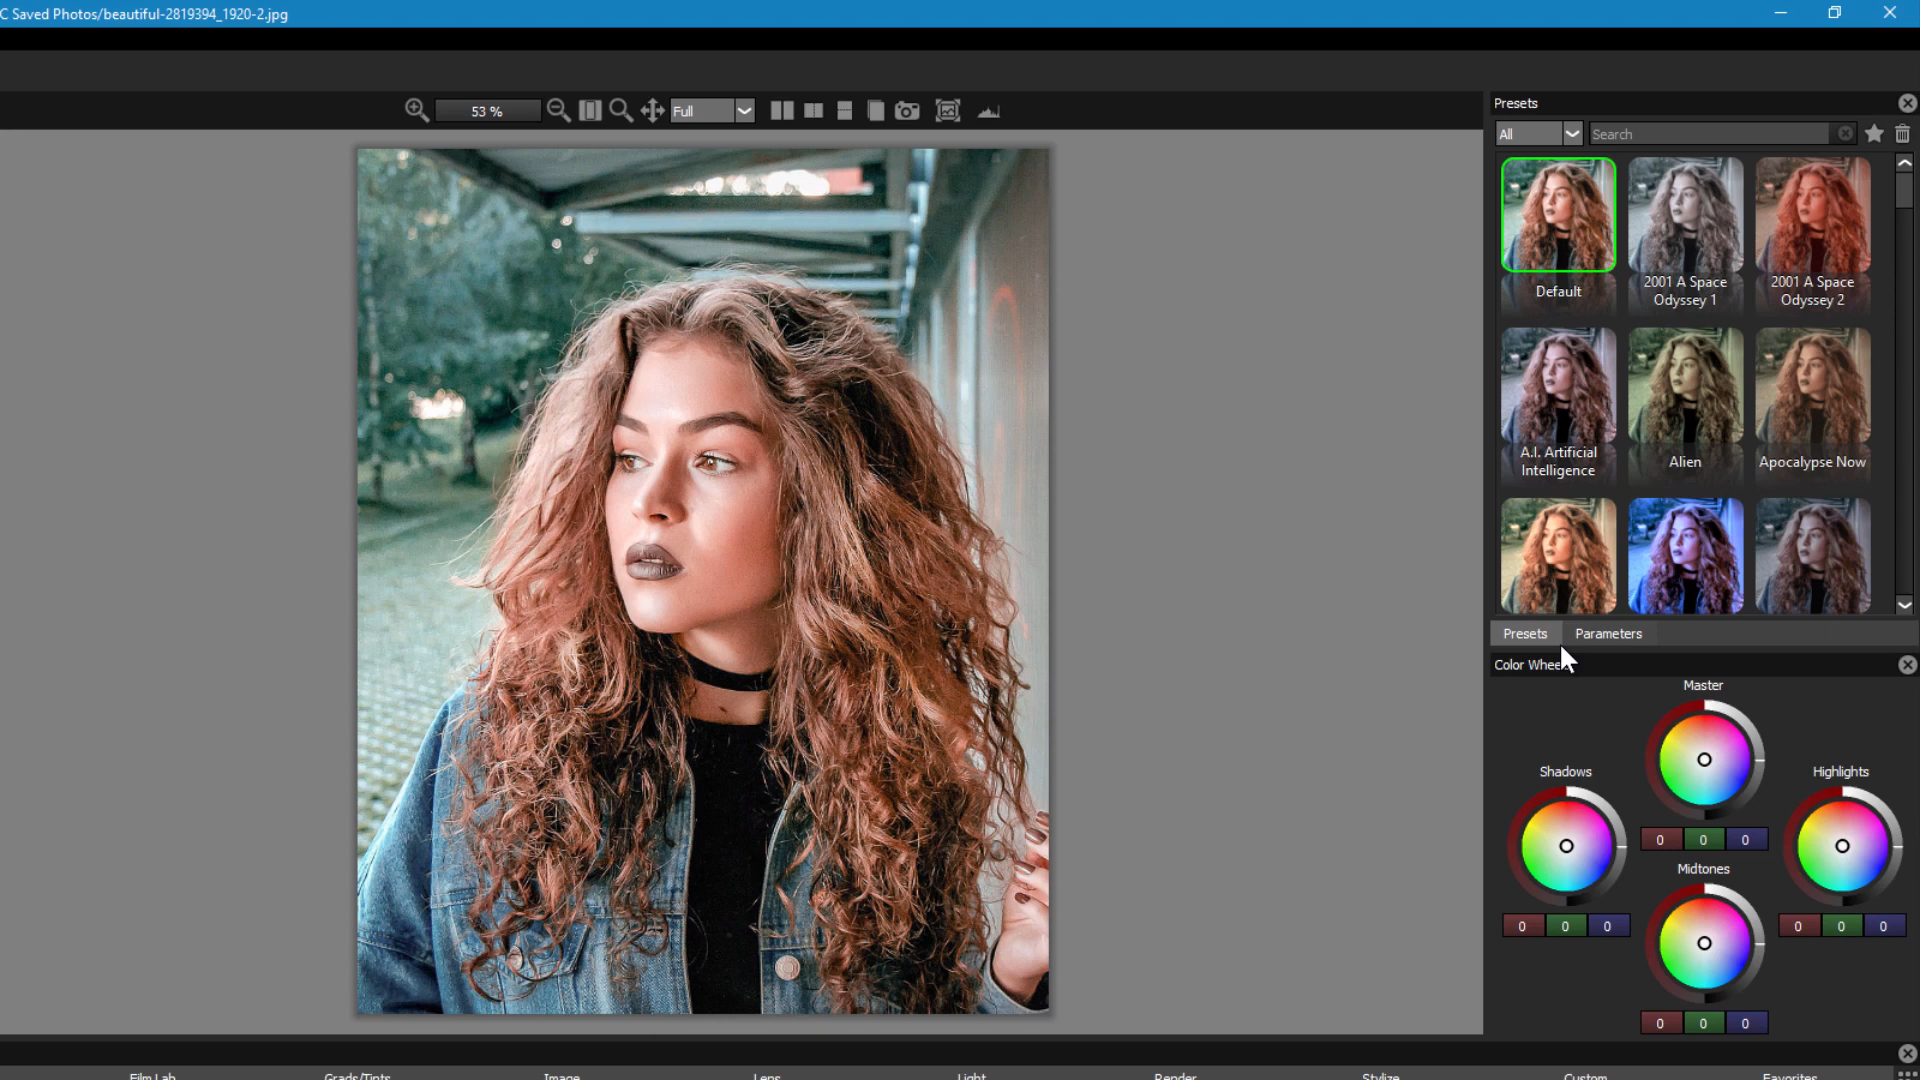 C Saved Photos/beautiful-2819394_1920-2.jpg
53 %
Full
Presets
All
Search
Default
2001 A Space
Odyssey 1
2001 A Space
Odyssey 2
A.I. Artificial
Intelligence
Alien
Apocalypse Now
Presets
Parameters
Color Whee
Master
Shadows
Highlights
0 0 0
Midtones
0 0 0
0 0 0
0 0 0
Film Lab
Grads/Tints
Image
Lens
Light
Render
Stylize
Custom
Favorites